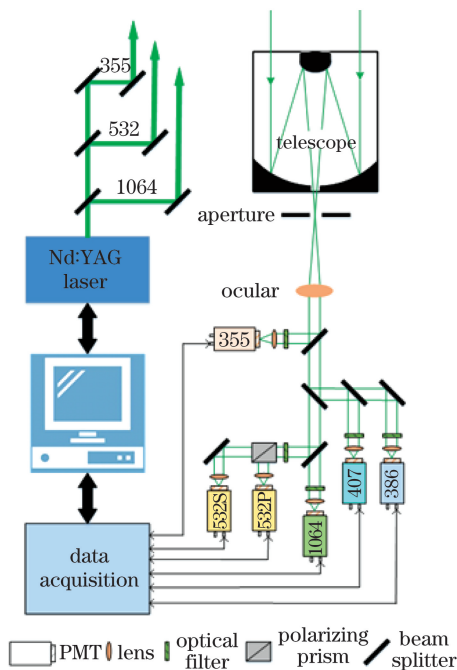 355
532
1064
telescope
aperture
Nd:YAG
laser
ocular
355
407
386
532S
532P
1064
data
acquisition
PMT
lens
optical
filter
polarizing
prism
beam
splitter